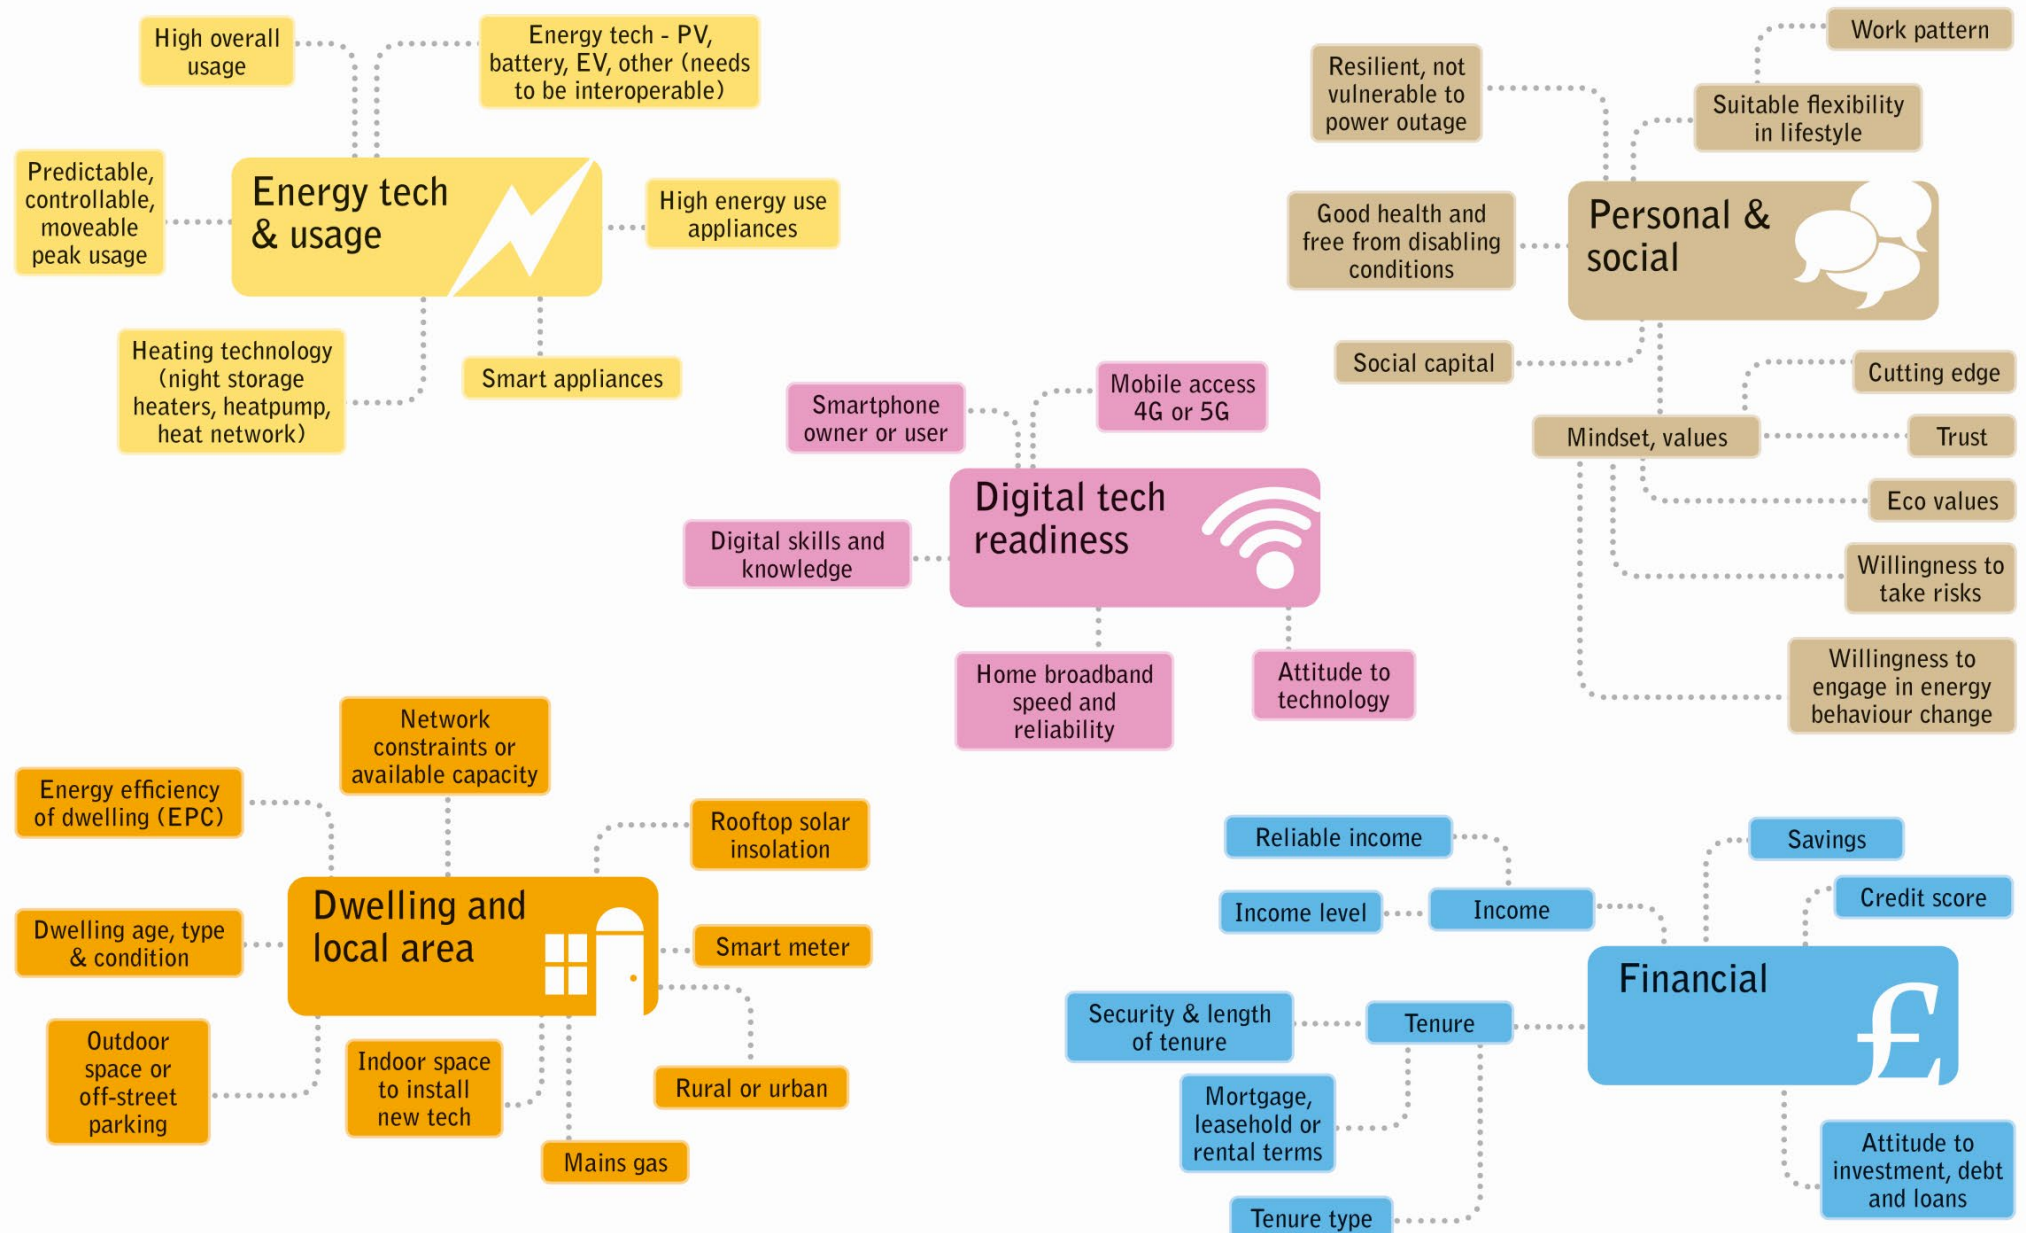 High overall
usage
Energy tech - PV,
battery, EV, other (needs
to be interoperable)
Predictable,
controllable,
moveable
peak usage
Energy tech
& usage
High energy use
appliances
Heating technology
(night storage
heaters, heatpump,
heat network)
Smart appliances
Work pattern
Resilient, not
vulnerable to
power outage
Suitable flexibility
in lifestyle
Good health and
free from disabling
conditions
Personal &
social
Social capital
Cutting edge
Mindset, values
Trust
Eco values
Willingness to
take risks
Willingness to
engage in energy
behaviour change
Smartphone
owner or user
Mobile access
4G or 5G
Digital tech
readiness
Digital skills and
knowledge
Home broadband
speed and
reliability
Attitude to
technology
Network
constraints or
available capacity
Energy efficiency
of dwelling (EPC)
Rooftop solar
insolation
Dwelling and
local area
Dwelling age, type
& condition
Smart meter
Outdoor
space or
off-street
parking
Indoor space
to install
new tech
Rural or urban
Mains gas
Reliable income
Savings
Income level
Income
Credit score
Financial
£
Security & length
of tenure
Tenure
Mortgage,
leasehold or
rental terms
Attitude to
investment, debt
and loans
Tenure type